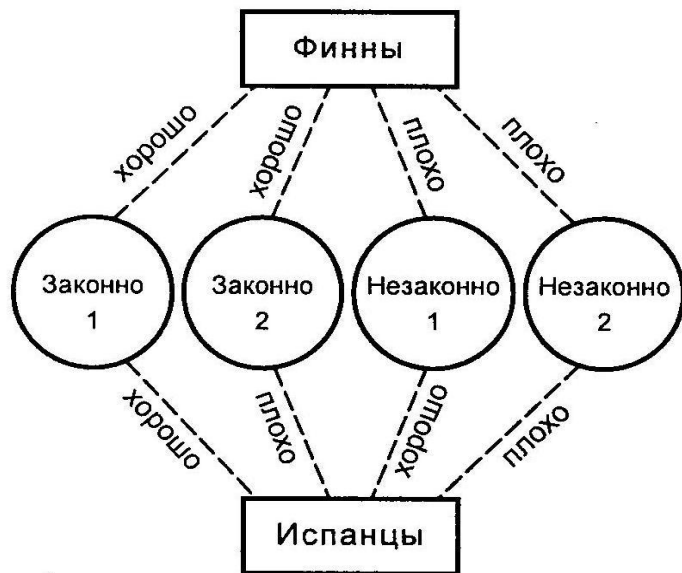 Финны
хорошо
хорошо
плохо
плохо
Законно
1
Законно
2
Незаконно
1
Незаконно
2
хорошо
плохо
хорошо
плохо
Испанцы